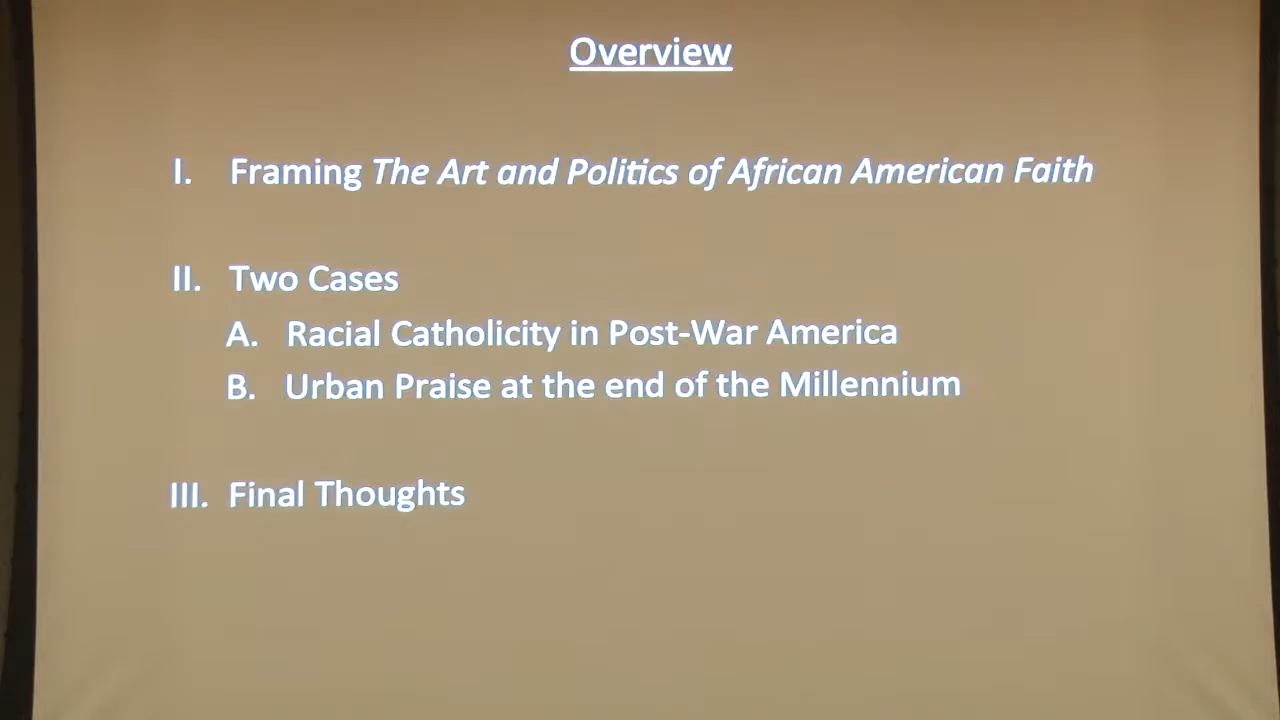 Overview
I. Framing The Art and Politics of African American Faith
II. Two Cases
A. Racial Catholicity in Post-War America
B. Urban Praise at the end of the Millennium
III. Final Thoughts